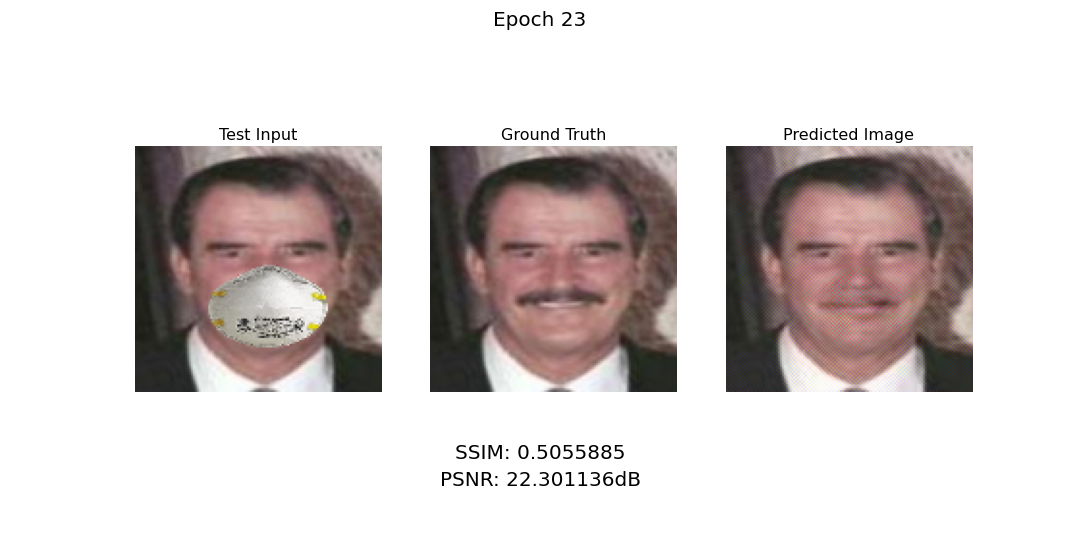 Epoch 23
Test Input
Ground Truth
Predicted Image
SSIM: 0.5055885
PSNR: 22.301136dB